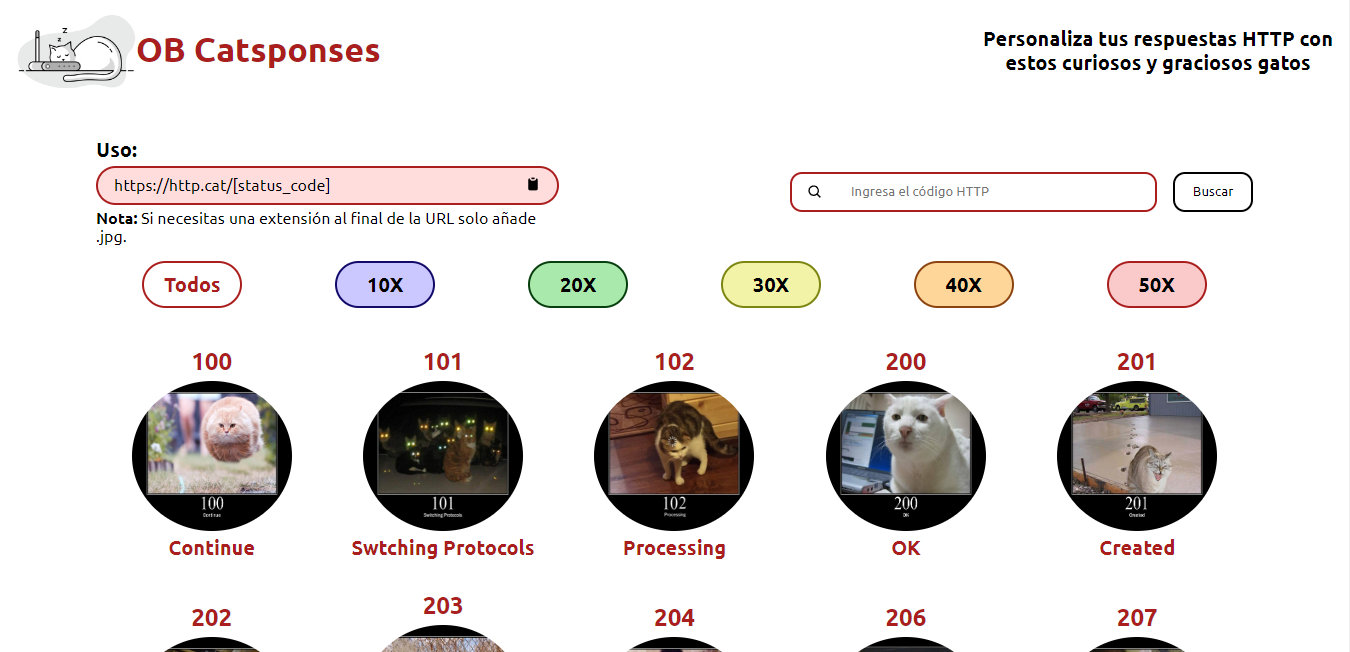 z
z
z
OB Catsponses
Personaliza tus respuestas HTTP con
estos curiosos y graciosos gatos
Uso:
https://http.cat/[status_code]
Nota: Si necesitas una extensión al final de la URL solo añade
.jpg.
Ingresa el código HTTP
Buscar
Todos 10X 20X 30X 40X 50X
100 101 102 200 201
100 101 102 200 201
Continue Switching Protocols Processing OK Created
Continue Swtching Protocols Processing OK Created
202 203 204 206 207